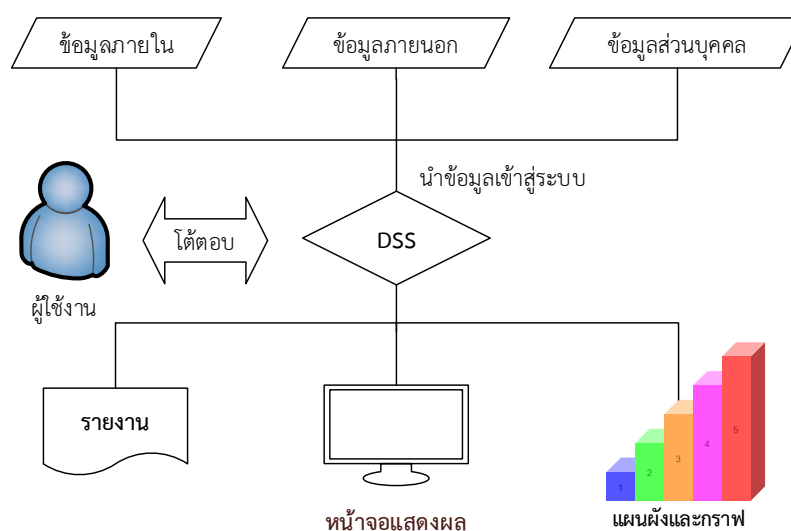 ข้อมูลภายใน
ข้อมูลภายนอก
ข้อมูลส่วนบุคคล
นำข้อมูลเข้าสู่ระบบ
โต้ตอบ
DSS
ผู้ใช้งาน
รายงาน
1
2
3
4
5
หน้าจอแสดงผล
แผนผังและกราฟ